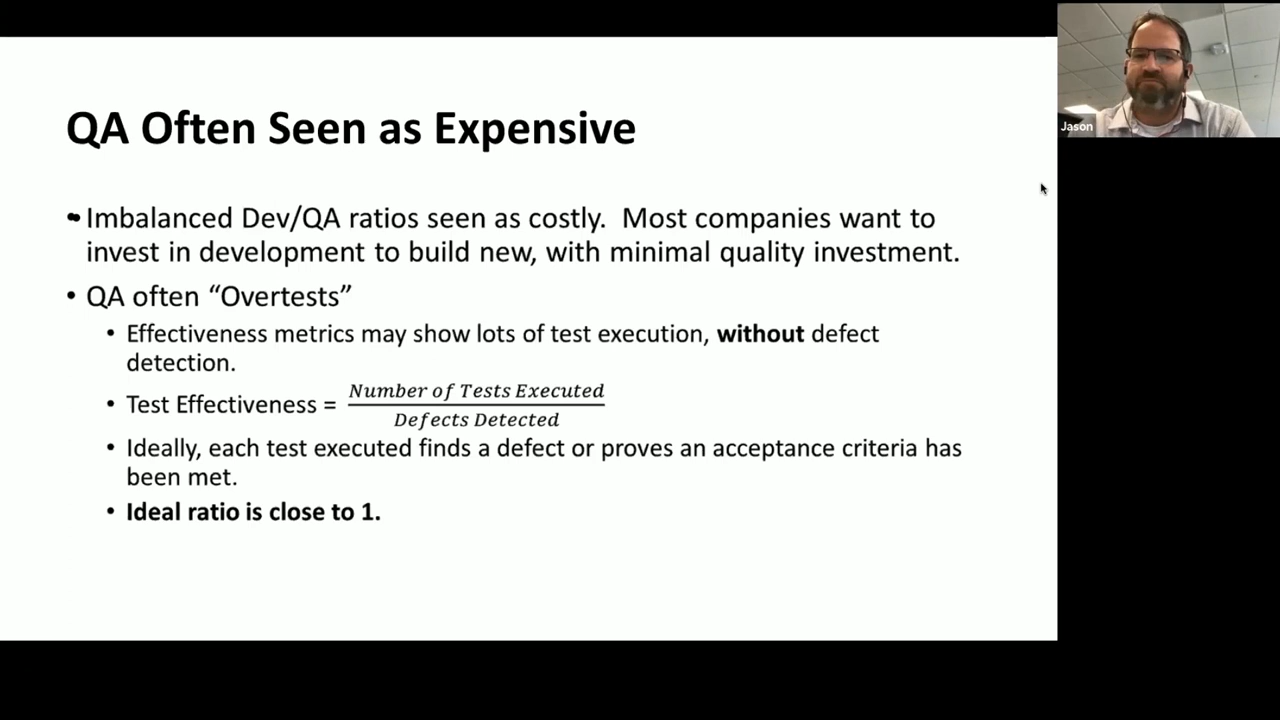 QA Often Seen as Expensive
• Imbalanced Dev/QA ratios seen as costly.  Most companies want to
invest in development to build new, with minimal quality investment.
• QA often “Overtests”
• Effectiveness metrics may show lots of test execution, without defect
detection.
• Test Effectiveness = Number of Tests Executed
Defects Detected
• Ideally, each test executed finds a defect or proves an acceptance criteria has
been met.
• Ideal ratio is close to 1.
Jason